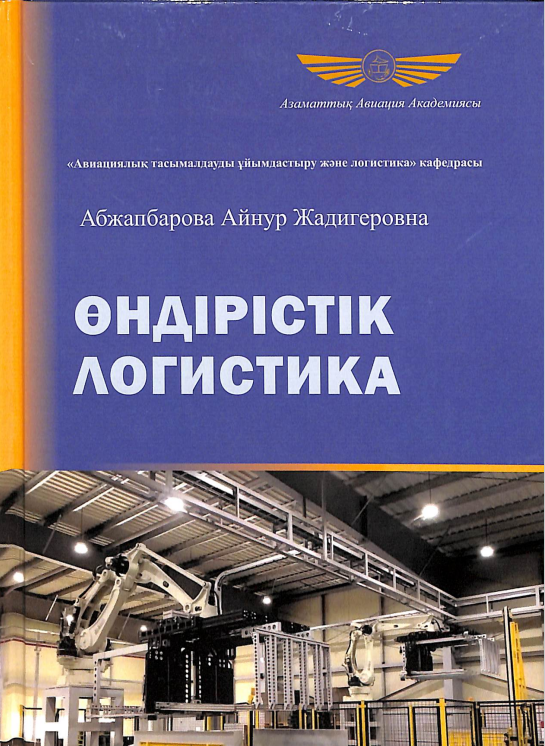 Азаматтық Авиация Академиясы
«Авиациялық тасымалдауды ұйымдастыру және логистика» кафедрасы
Абжапбарова Айнур Жадигеровна
ӨНДІРІСТІК
ЛОГИСТИКА